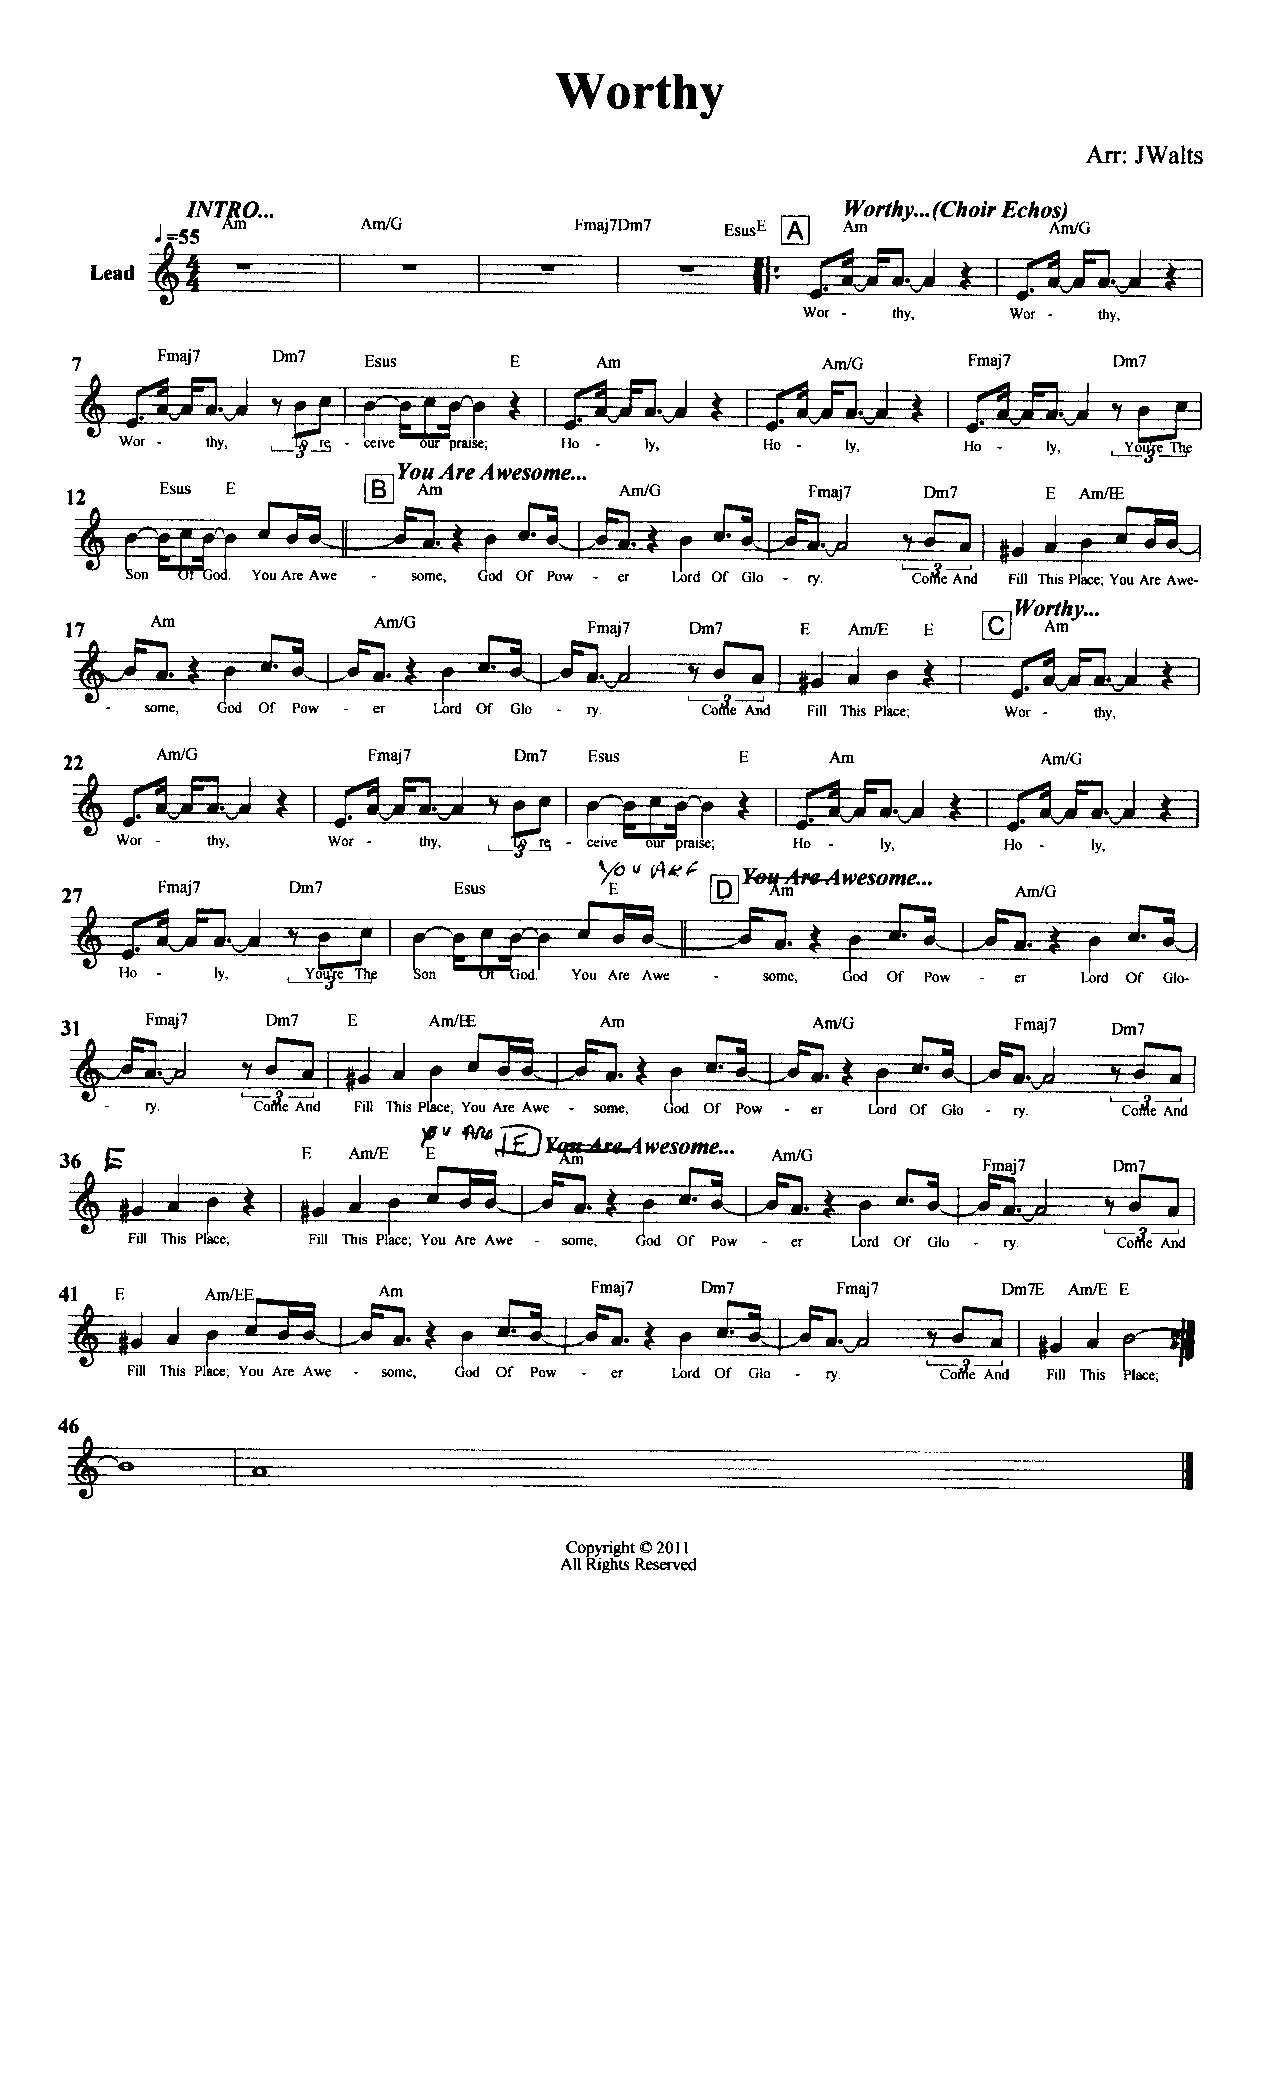 Worthy
Arr: JWalts
INTRO... Worthy...(Choir Echos)
Am Am/G Fmaj7Dm7 EsusE A Am Am/G
♩=55
Lead
4
4
Wor - thy, Wor - thy,
7 Fmaj7 Dm7 Esus E Am Am/G Fmaj7 Dm7
Wor - thy, To re - ceive our praise; Ho - ly, Ho - ly, Ho - ly, You're The
3 3
You Are Awesome...
12 Esus E B Am Am/G Fmaj7 Dm7 E Am/EE
3
Son Of God. You Are Awe - some, God Of Pow - er Lord Of Glo - ry. Come And Fill This Place; You Are Awe-
Worthy...
17 Am Am/G Fmaj7 Dm7 E Am/E E C Am
3
- some, God Of Pow - er Lord Of Glo - ry. Come And Fill This Place; Wor - thy,
22 Am/G Fmaj7 Dm7 Esus E Am Am/G
Wor - thy, Wor - thy, To re - ceive our praise; Ho - ly, Ho - ly,
3
YOU ARE You Are Awesome...
27 Fmaj7 Dm7 Esus E D Am Am/G
Ho - ly, You're The Son Of God. You Are Awe - some, God Of Pow - er Lord Of Glo-
3
31 Fmaj7 Dm7 E Am/EE Am Am/G Fmaj7 Dm7
3 3
- ry. Come And Fill This Place; You Are Awe - some, God Of Pow - er Lord Of Glo - ry. Come And
You Are E You Are Awesome...
36 E E Am/E E Am Am/G Fmaj7 Dm7
3
Fill This Place; Fill This Place; You Are Awe - some, God Of Pow - er Lord Of Glo - ry. Come And
41 E Am/EE Am Fmaj7 Dm7 Fmaj7 Dm7E Am/E E
3
Fill This Place; You Are Awe - some, God Of Pow - er Lord Of Glo - ry. Come And Fill This Place;
46
Copyright © 2011
All Rights Reserved